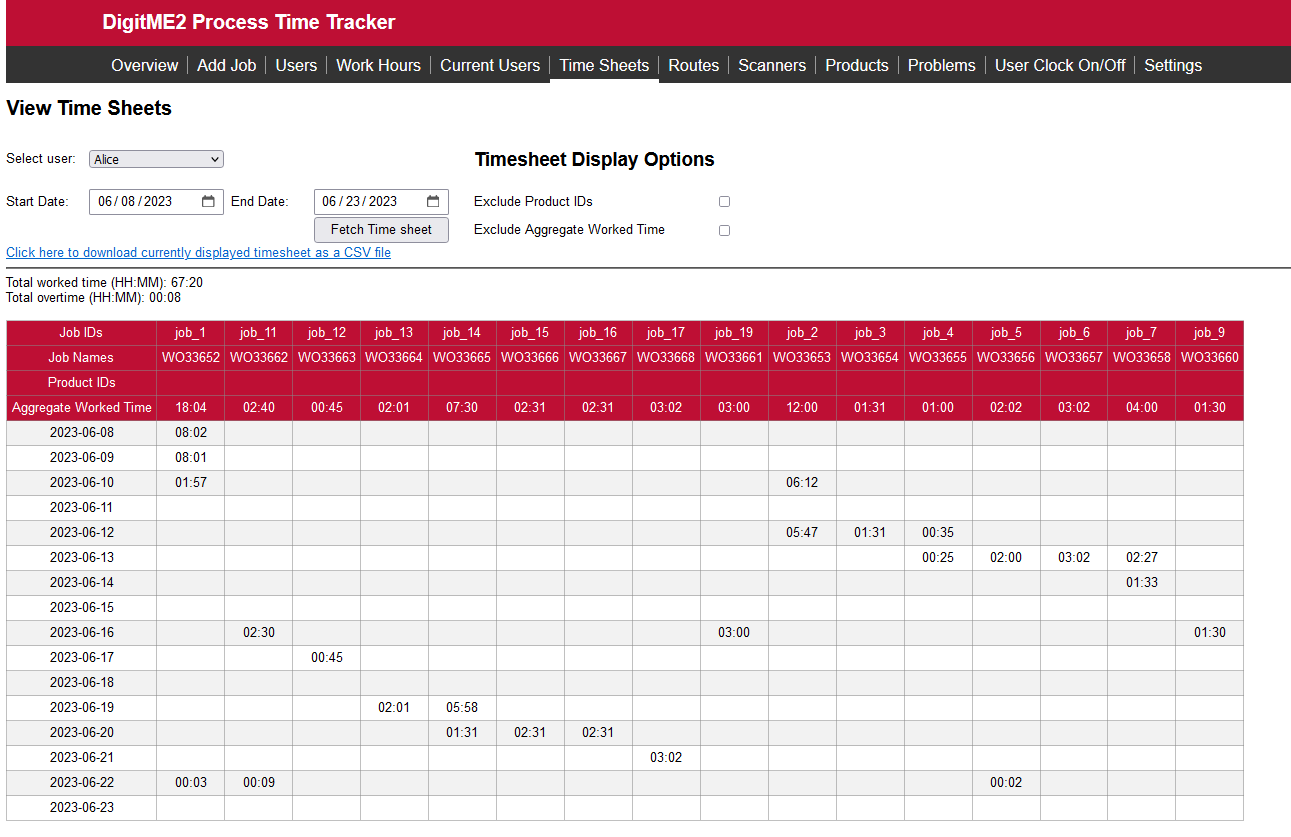 DigitME2 Process Time Tracker
Overview Add Job Users Work Hours Current Users Time Sheets Routes Scanners Products Problems User Clock On/Off Settings
View Time Sheets
Select user: Alice
Timesheet Display Options
Start Date: 06/08/2023 End Date: 06/23/2023
Exclude Product IDs
Fetch Time sheet
Exclude Aggregate Worked Time
Click here to download currently displayed timesheet as a CSV file
Total worked time (HH:MM): 67:20
Total overtime (HH:MM): 00:08
Job IDs job_1 job_11 job_12 job_13 job_14 job_15 job_16 job_17 job_19 job_2 job_3 job_4 job_5 job_6 job_7 job_9
Job Names WO33652 WO33662 WO33663 WO33664 WO33665 WO33666 WO33667 WO33668 WO33661 WO33653 WO33654 WO33655 WO33656 WO33657 WO33658 WO33660
Product IDs
Aggregate Worked Time 18:04 02:40 00:45 02:01 07:30 02:31 02:31 03:02 03:00 12:00 01:31 01:00 02:02 03:02 04:00 01:30
2023-06-08 08:02
2023-06-09 08:01
2023-06-10 01:57 06:12
2023-06-11
2023-06-12 05:47 01:31 00:35
2023-06-13 00:25 02:00 03:02 02:27
2023-06-14 01:33
2023-06-15
2023-06-16 02:30 03:00 01:30
2023-06-17 00:45
2023-06-18
2023-06-19 02:01 05:58
2023-06-20 01:31 02:31 02:31
2023-06-21 03:02
2023-06-22 00:03 00:09 00:02
2023-06-23